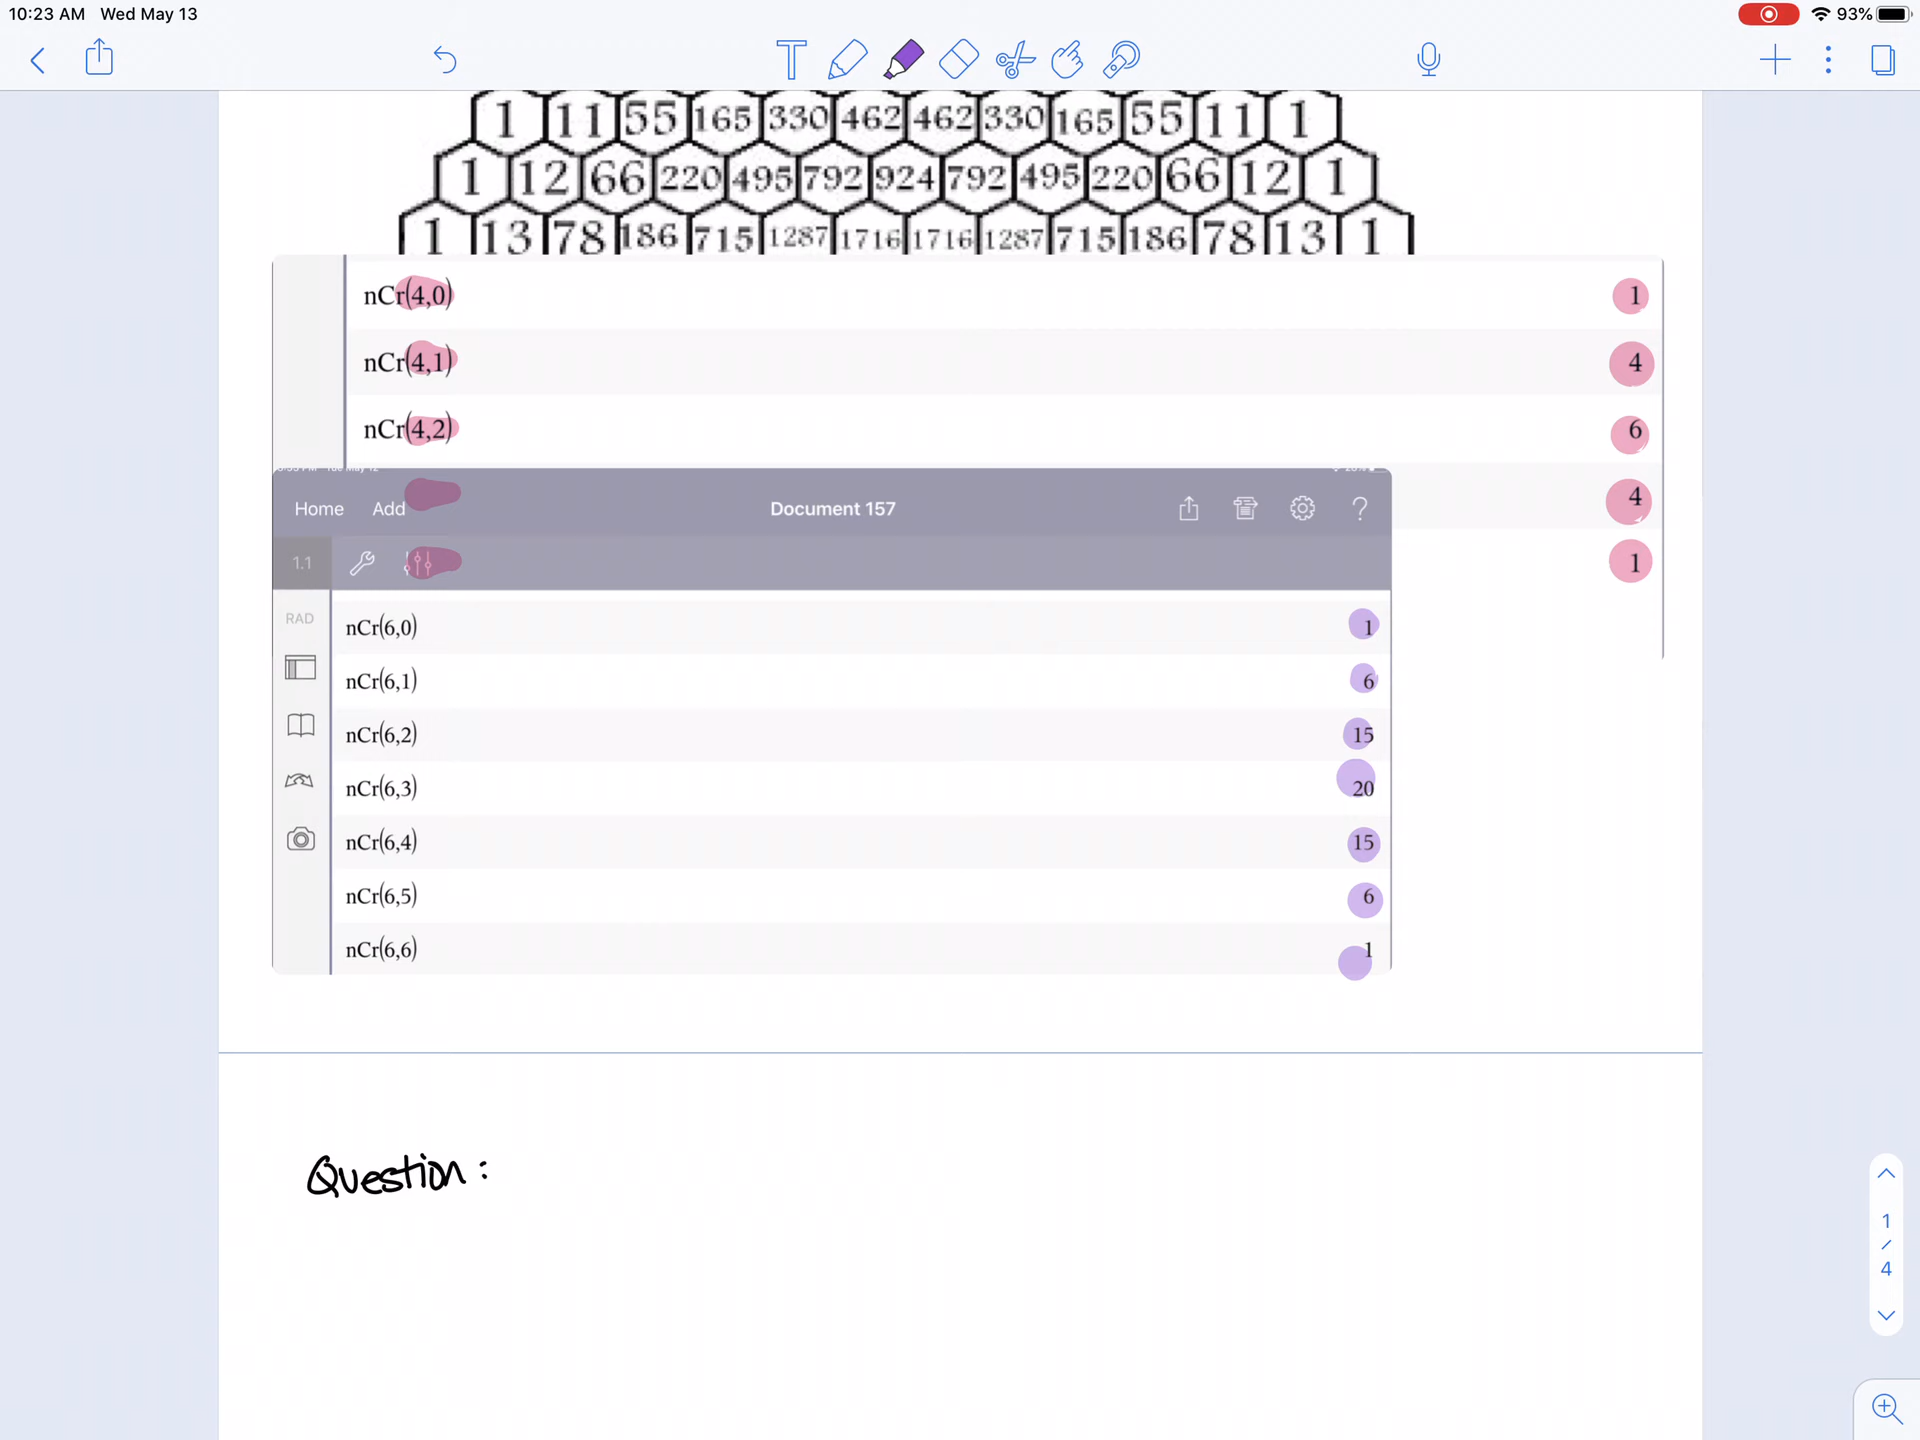 10:23 AM Wed May 13 93%
1 11 55 165 330 462 462 330 165 55 11 1
1 12 66 220 495 792 924 792 495 220 66 12 1
1 13 78 186 715 1287 1716 1716 1287 715 186 78 13 1
nCr(4,0) 1
nCr(4,1) 4
nCr(4,2) 6
4
Home Add Document 157 ?
1.1 1
RAD
nCr(6,0) 1
nCr(6,1) 6
nCr(6,2) 15
nCr(6,3) 20
nCr(6,4) 15
nCr(6,5) 6
nCr(6,6) 1
Question:
1
/
4